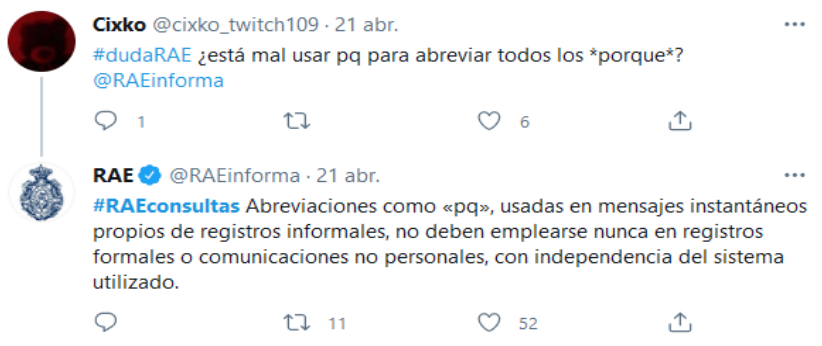 Cixko @cixko_twitch109 · 21 abr.
#dudaRAE ¿está mal usar pq para abreviar todos los *porque*?
@RAEinforma
1 6
RAE @RAEinforma · 21 abr.
#RAEconsultas Abreviaciones como «pq», usadas en mensajes instantáneos
propios de registros informales, no deben emplearse nunca en registros
formales o comunicaciones no personales, con independencia del sistema
utilizado.
11 52